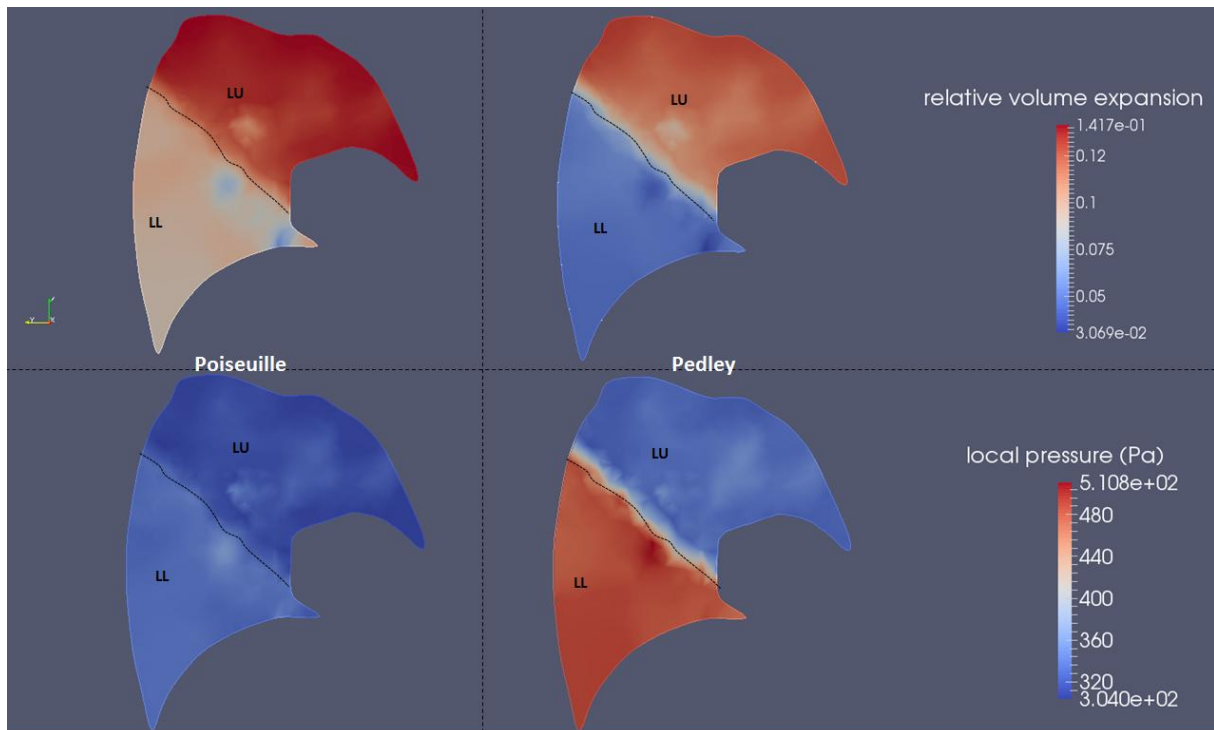 LU
LL
LU
LL
relative volume expansion
1.417e-01
0.12
0.1
0.075
0.05
3.069e-02
Y
X
Poiseuille
Pedley
LU
LL
LU
LL
local pressure (Pa)
5.108e+02
480
440
400
360
320
3.040e+02